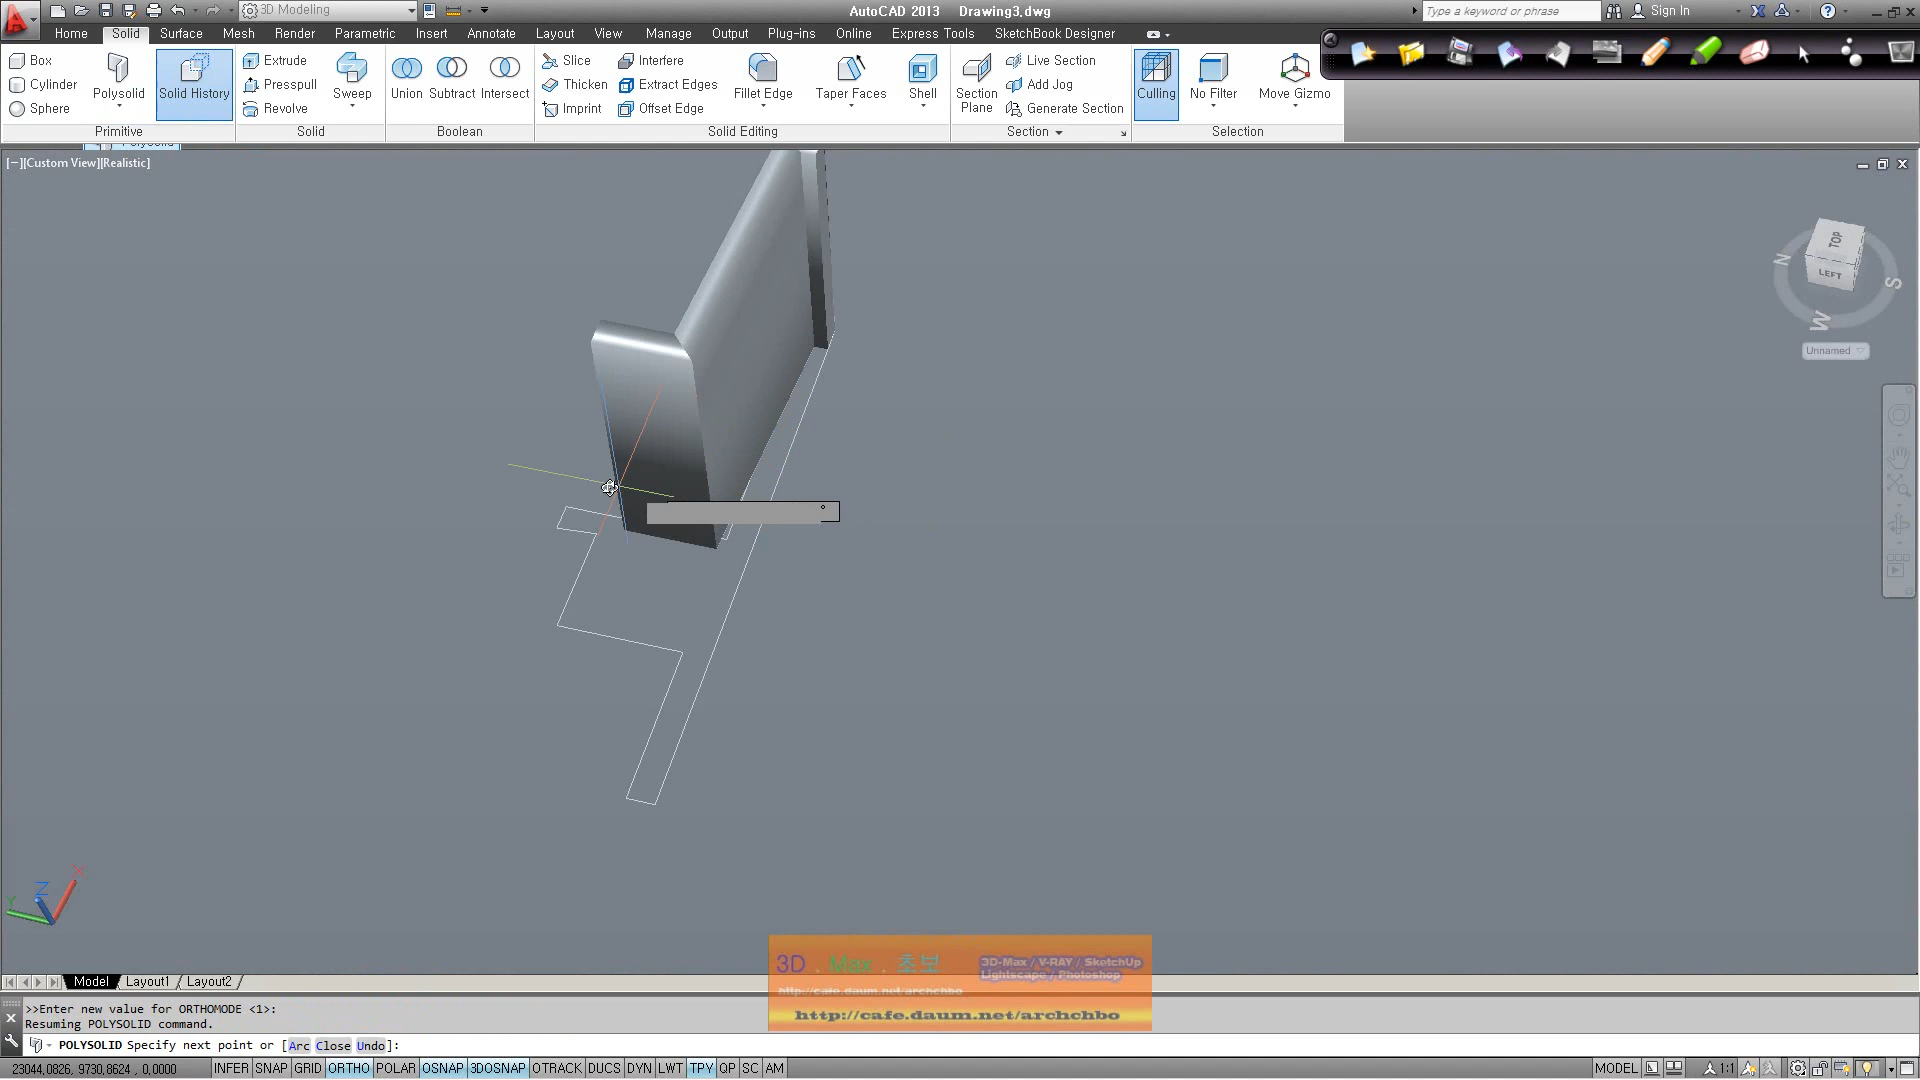 3D Modeling
AutoCAD 2013 Drawing3.dwg
Type a keyword or phrase
Sign In
Home Solid Surface Mesh Render Parametric Insert Annotate Layout View Manage Output Plug-ins Online Express Tools SketchBook Designer
Box
Cylinder
Sphere
Polysolid
Solid History
Primitive
Extrude
Presspull
Revolve
Sweep
Solid
Union Subtract Intersect
Boolean
Slice
Thicken
Imprint
Interfere
Extract Edges
Offset Edge
Fillet Edge
Taper Faces
Shell
Solid Editing
Section
Plane
Live Section
Add Jog
Generate Section
Section
Culling
No Filter
Move Gizmo
Selection
[−][Custom View][Realistic]
TOP
LEFT
N
S
W
Unnamed
X
Y
Z
Model Layout1 Layout2
3D . Max . 초보
3D-Max / V-RAY / SketchUp
Lightscape / Photoshop
http://cafe.daum.net/archchbo
http://cafe.daum.net/archchbo
>>Enter new value for ORTHOMODE <1>:
Resuming POLYSOLID command.
POLYSOLID Specify next point or [Arc Close Undo]:
23044,0826, 9730,8624 , 0,0000
INFER SNAP GRID ORTHO POLAR OSNAP 3DOSNAP OTRACK DUCS DYN LWT TPY QP SC AM
MODEL
1:1